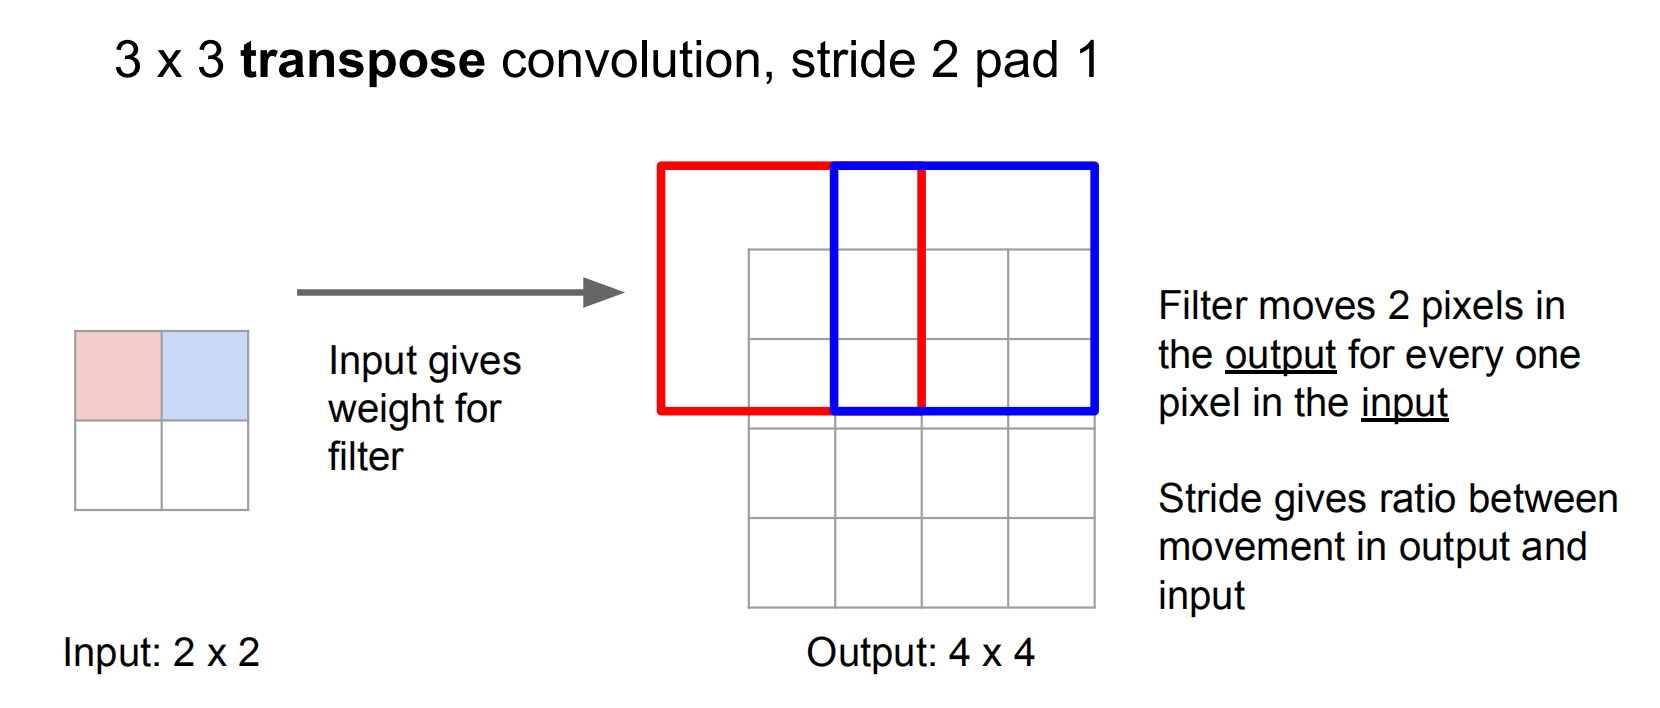 3 x 3 transpose convolution, stride 2 pad 1
Input gives
weight for
filter
Filter moves 2 pixels in
the output for every one
pixel in the input
Stride gives ratio between
movement in output and
input
Input: 2 x 2
Output: 4 x 4